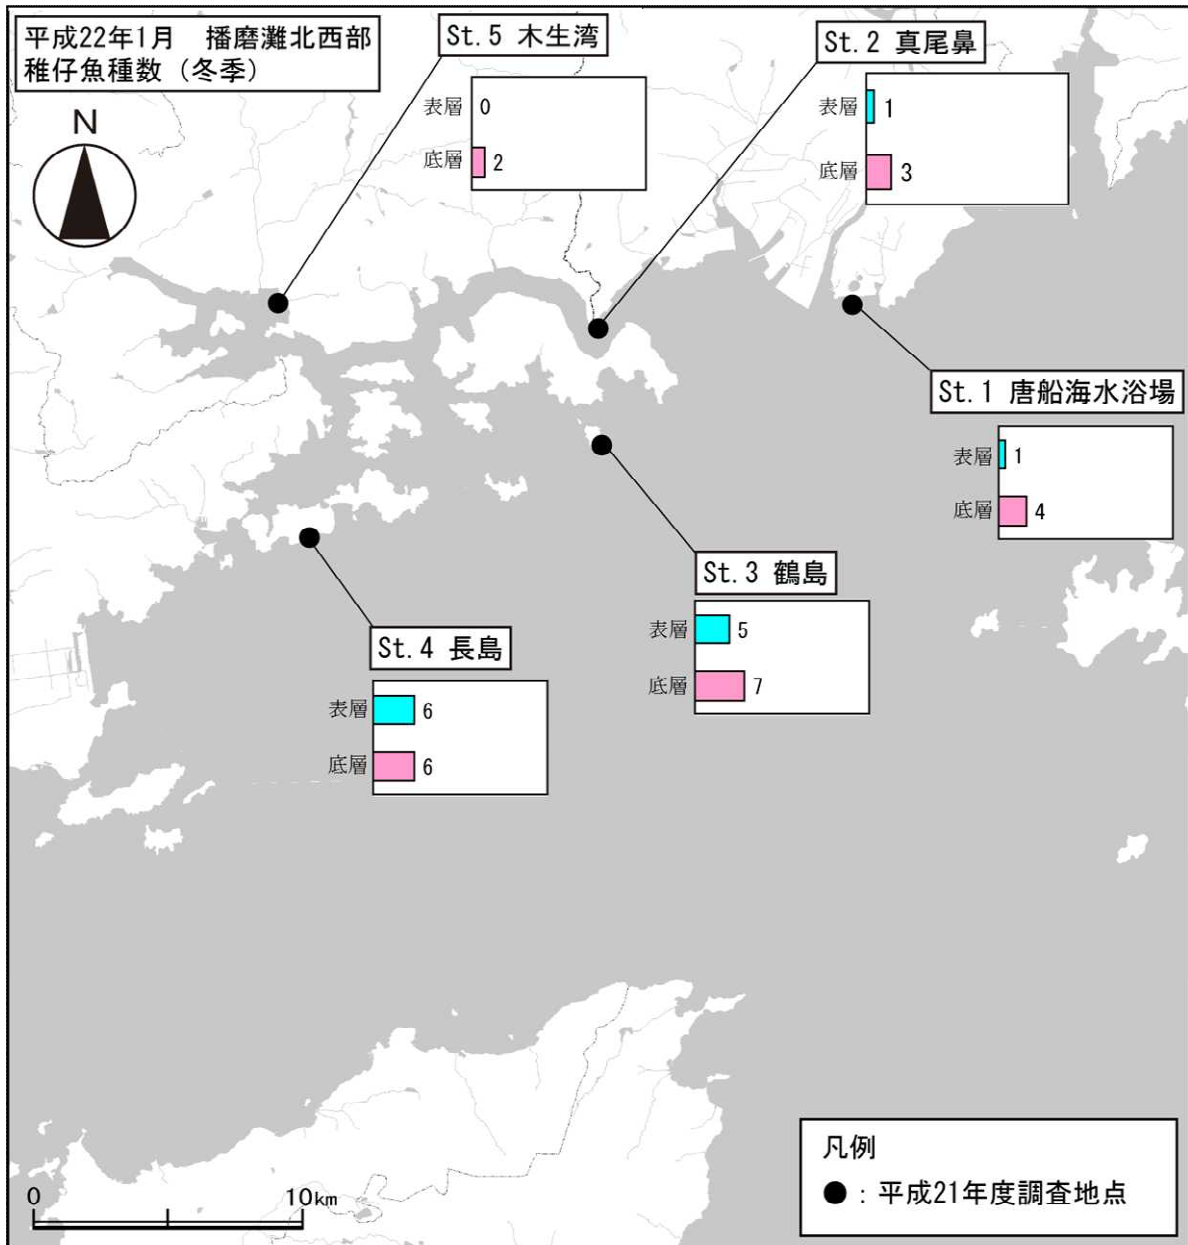 平成22年1月　播磨灘北西部
稚仔魚種数（冬季）
N
St.5 木生湾
表層 0
底層 2
St.2 真尾鼻
表層 1
底層 3
St.1 唐船海水浴場
表層 1
底層 4
St.3 鶴島
表層 5
底層 7
St.4 長島
表層 6
底層 6
0 10km
凡例
●：平成21年度調査地点